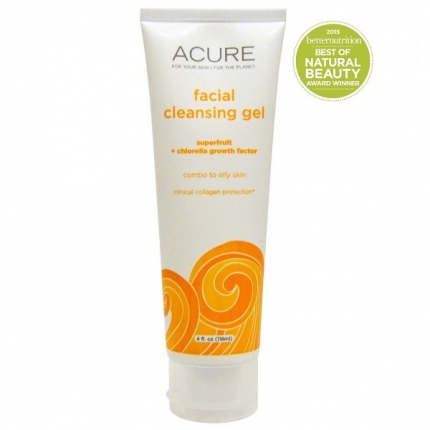 ACURE
FOR YOUR SKIN | FOR THE PLANET
facial
cleansing gel
superfruit
+ chlorella growth factor
combo to oily skin
clinical collagen protection*
4 fl. oz (118ml)
2015
betternutrition
BEST OF
NATURAL
BEAUTY
AWARD WINNER